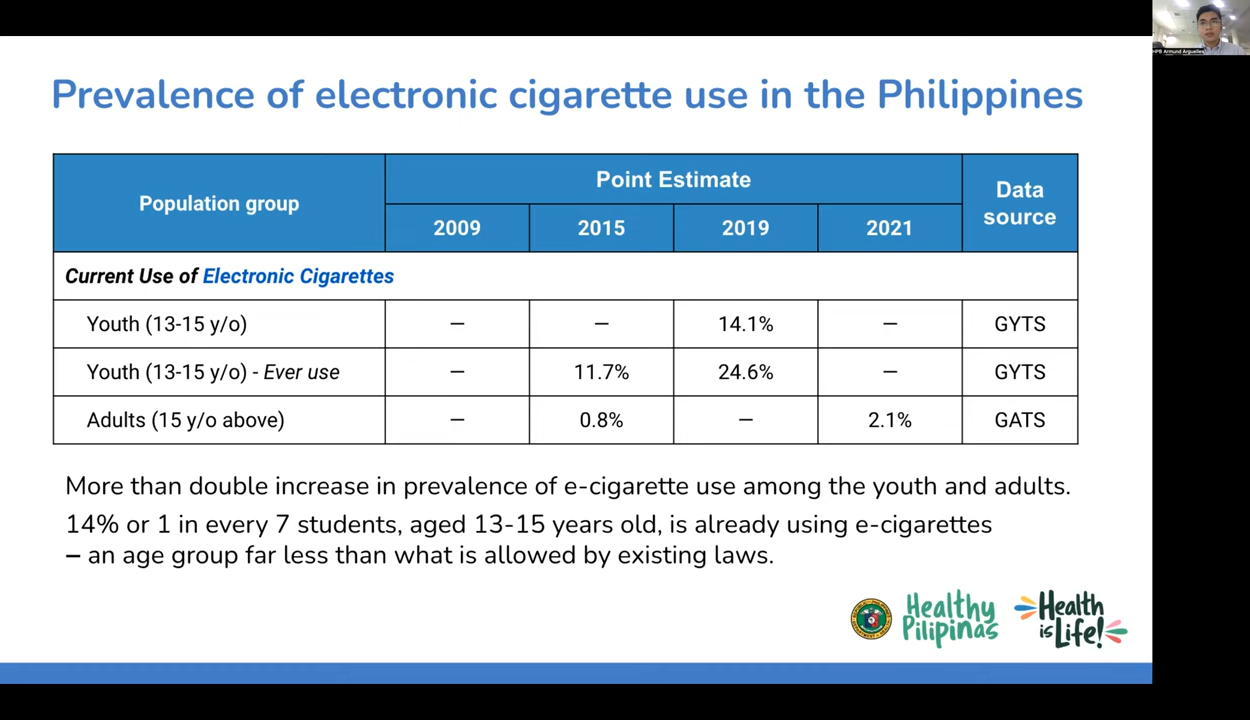 HPB Armund Arguelles
Prevalence of electronic cigarette use in the Philippines
Population group
Point Estimate
Data
source
2009 2015 2019 2021
Current Use of Electronic Cigarettes
Youth (13-15 y/o) — — 14.1% — GYTS
Youth (13-15 y/o) - Ever use — 11.7% 24.6% — GYTS
Adults (15 y/o above) — 0.8% — 2.1% GATS
More than double increase in prevalence of e-cigarette use among the youth and adults.
14% or 1 in every 7 students, aged 13-15 years old, is already using e-cigarettes
– an age group far less than what is allowed by existing laws.
Healthy
Pilipinas
Health
is Life!